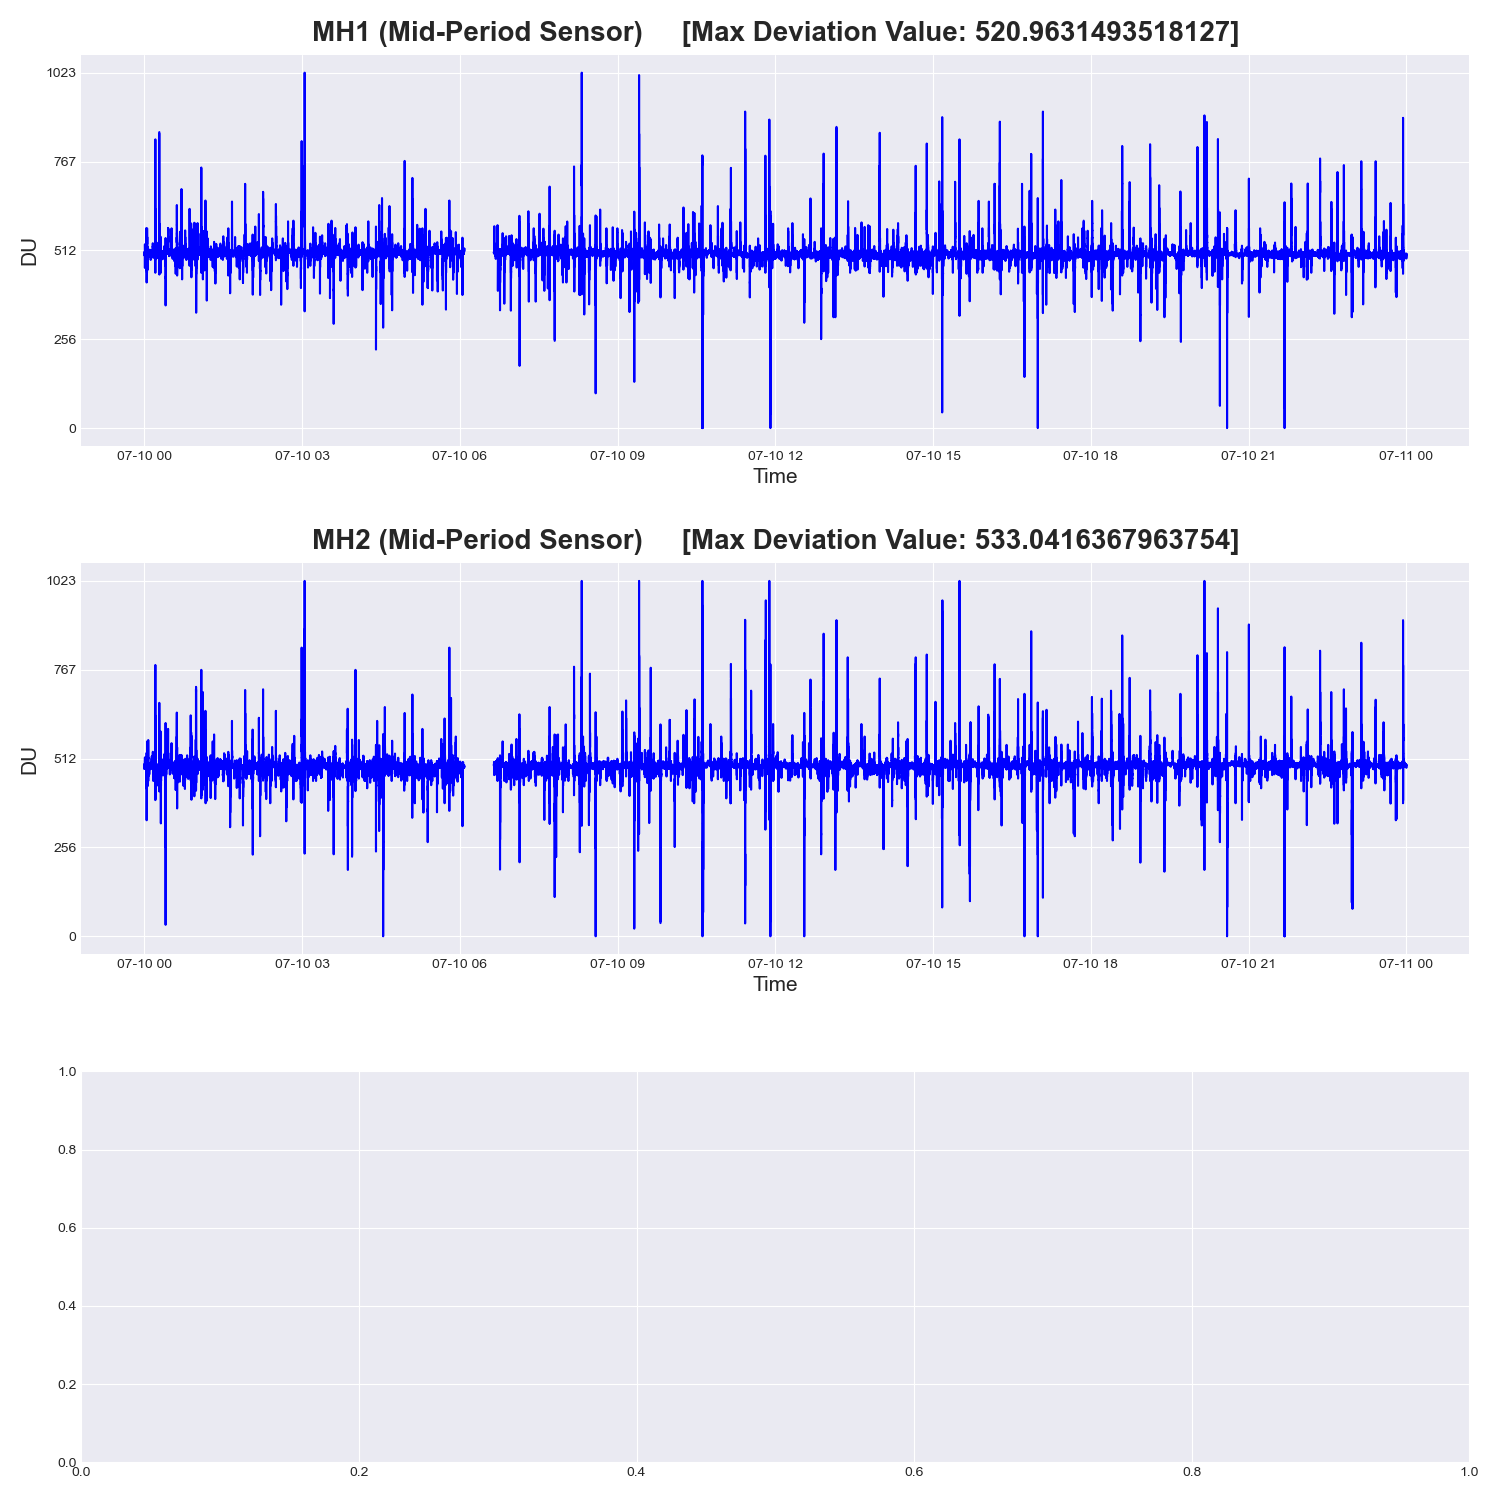 MH1 (Mid-Period Sensor) [Max Deviation Value: 520.9631493518127]
1023
767
512
256
0
DU
07-10 00 07-10 03 07-10 06 07-10 09 07-10 12 07-10 15 07-10 18 07-10 21 07-11 00
Time
MH2 (Mid-Period Sensor) [Max Deviation Value: 533.0416367963754]
1023
767
512
256
0
DU
07-10 00 07-10 03 07-10 06 07-10 09 07-10 12 07-10 15 07-10 18 07-10 21 07-11 00
Time
1.0
0.8
0.6
0.4
0.2
0.0
0.0 0.2 0.4 0.6 0.8 1.0